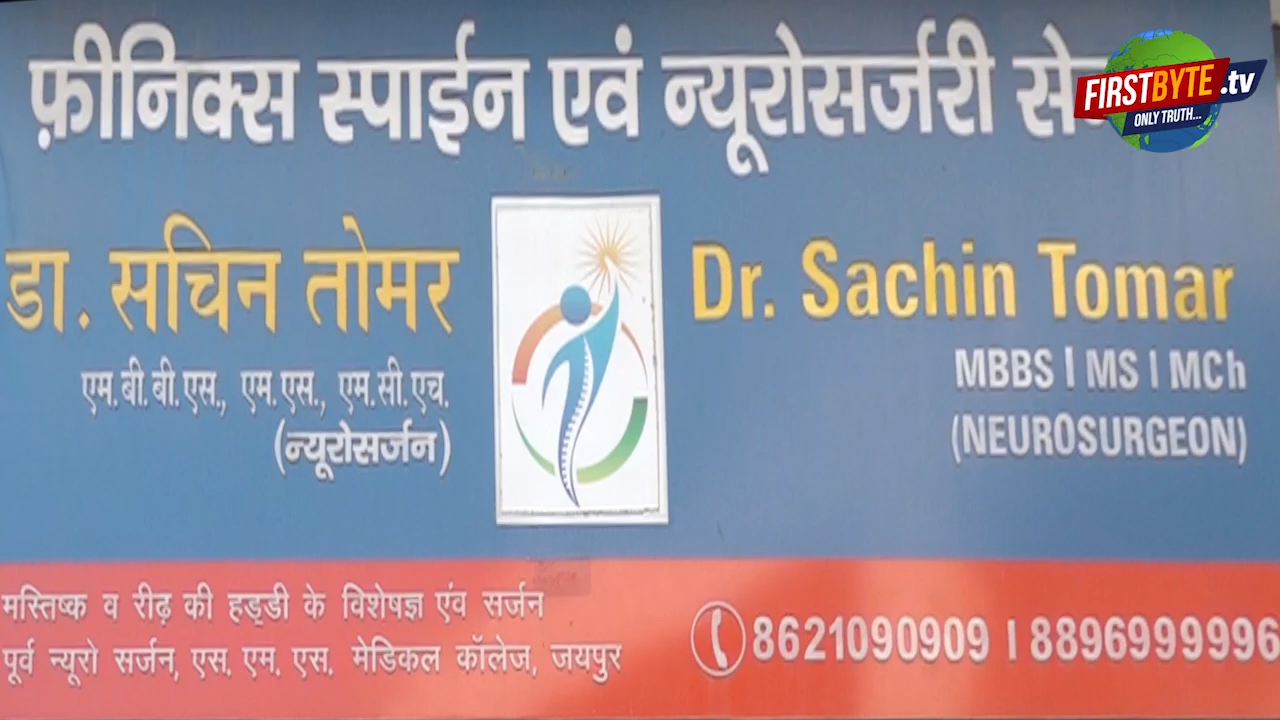 फ़ीनिक्स स्पाईन एवं न्यूरोसर्जरी
FIRSTBYTE.tv
ONLY TRUTH...
डा. सचिन तोमर
एम.बी.बी.एस., एम.एस., एम.सी.एच.
(न्यूरोसर्जन)
Dr. Sachin Tomar
MBBS | MS | MCh
(NEUROSURGEON)
मस्तिष्क व रीढ़ की हड्डी के विशेषज्ञ एंव सर्जन
पूर्व न्यूरो सर्जन, एस. एम. एस. मेडिकल कॉलेज, जयपुर
8621090909 | 8896999996